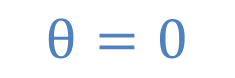 θ = 0